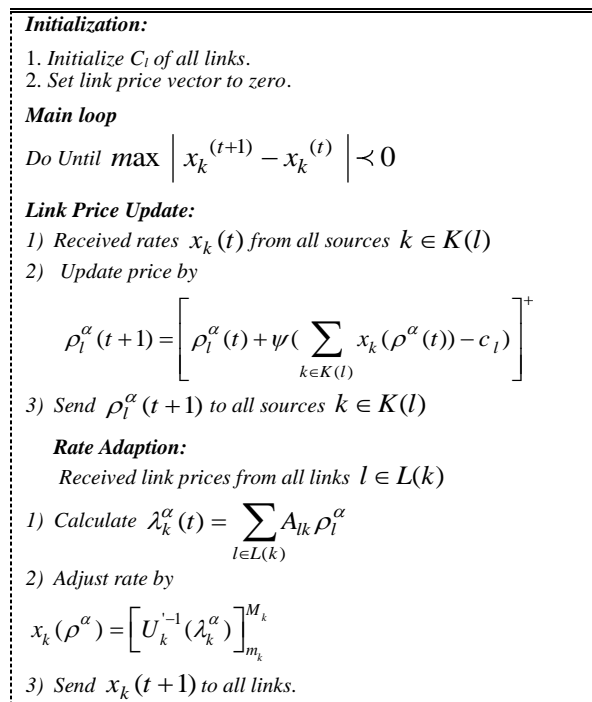 Initialization:
1. Initialize C_l of all links.
2. Set link price vector to zero.
Main loop
Do Until max | x_k^(t+1) − x_k^(t) | ≺ 0
Link Price Update:
1) Received rates x_k (t) from all sources k ∈ K(l)
2) Update price by
ρ_l^α (t+1) = [ ρ_l^α (t) + ψ( ∑_{k∈K(l)} x_k (ρ^α (t)) − c_l ) ]^+
3) Send ρ_l^α (t+1) to all sources k ∈ K(l)
Rate Adaption:
Received link prices from all links l ∈ L(k)
1) Calculate λ_k^α (t) = ∑_{l∈L(k)} A_{lk} ρ_l^α
2) Adjust rate by
x_k (ρ^α ) = [ U_k^{'-1} (λ_k^α ) ]_{m_k}^{M_k}
3) Send x_k (t+1) to all links.